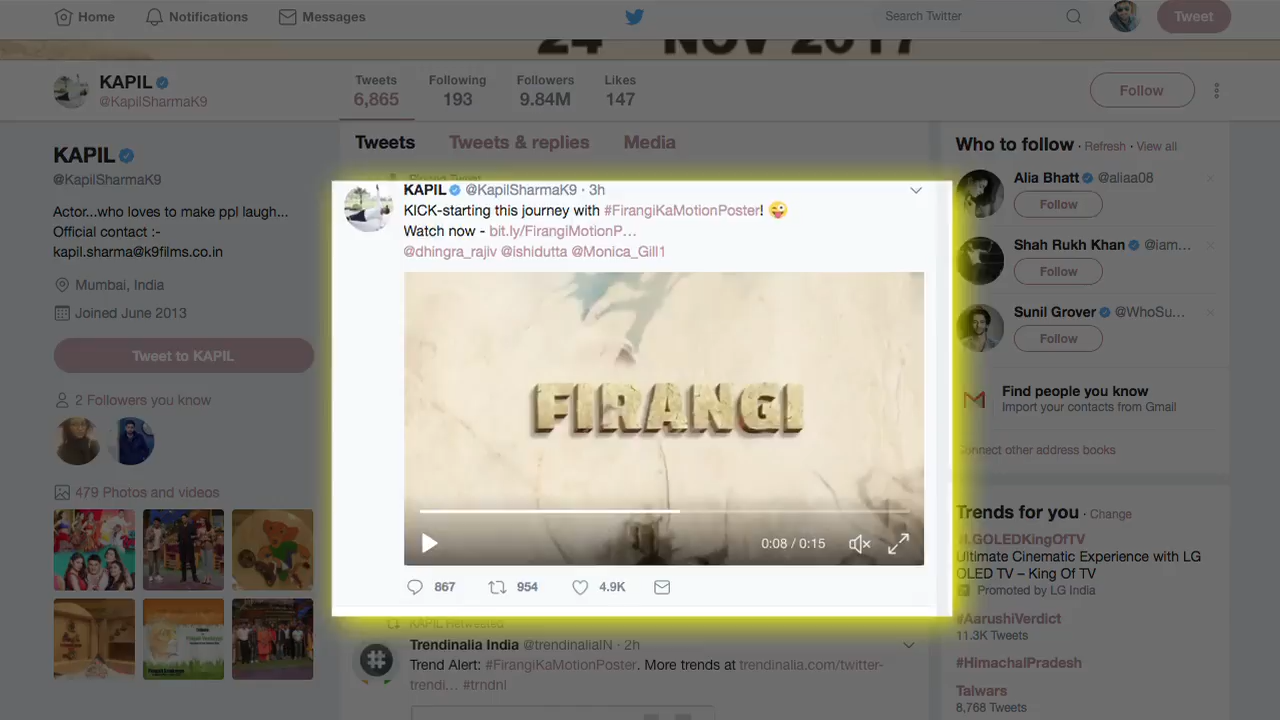 Home
Notifications
Messages
Search Twitter
Tweet
24 NOV 2017
KAPIL
@KapilSharmaK9
Tweets
6,865
Following
193
Followers
9.84M
Likes
147
Follow
KAPIL
@KapilSharmaK9
Actor...who loves to make ppl laugh...
Official contact :-
kapil.sharma@k9films.co.in
Mumbai, India
Joined June 2013
Tweet to KAPIL
2 Followers you know
479 Photos and videos
Tweets
Tweets & replies
Media
Pinned Tweet
KAPIL @KapilSharmaK9 · 3h
KICK-starting this journey with #FirangiKaMotionPoster! 😜
Watch now - bit.ly/FirangiMotionP…
@dhingra_rajiv @ishidutta @Monica_Gill1
FIRANGI
0:08 / 0:15
867
954
4.9K
KAPIL Retweeted
Trendinalia India @trendinaliaIN · 2h
Trend Alert: #FirangiKaMotionPoster. More trends at trendinalia.com/twitter-
trendi… #trndnl
Who to follow · Refresh · View all
Alia Bhatt @aliaa08
Follow
Shah Rukh Khan @iam...
Follow
Sunil Grover @WhoSu...
Follow
Find people you know
Import your contacts from Gmail
Connect other address books
Trends for you · Change
#LGOLEDKingOfTV
Ultimate Cinematic Experience with LG
OLED TV – King Of TV
Promoted by LG India
#AarushiVerdict
11.3K Tweets
#HimachalPradesh
Talwars
8,768 Tweets